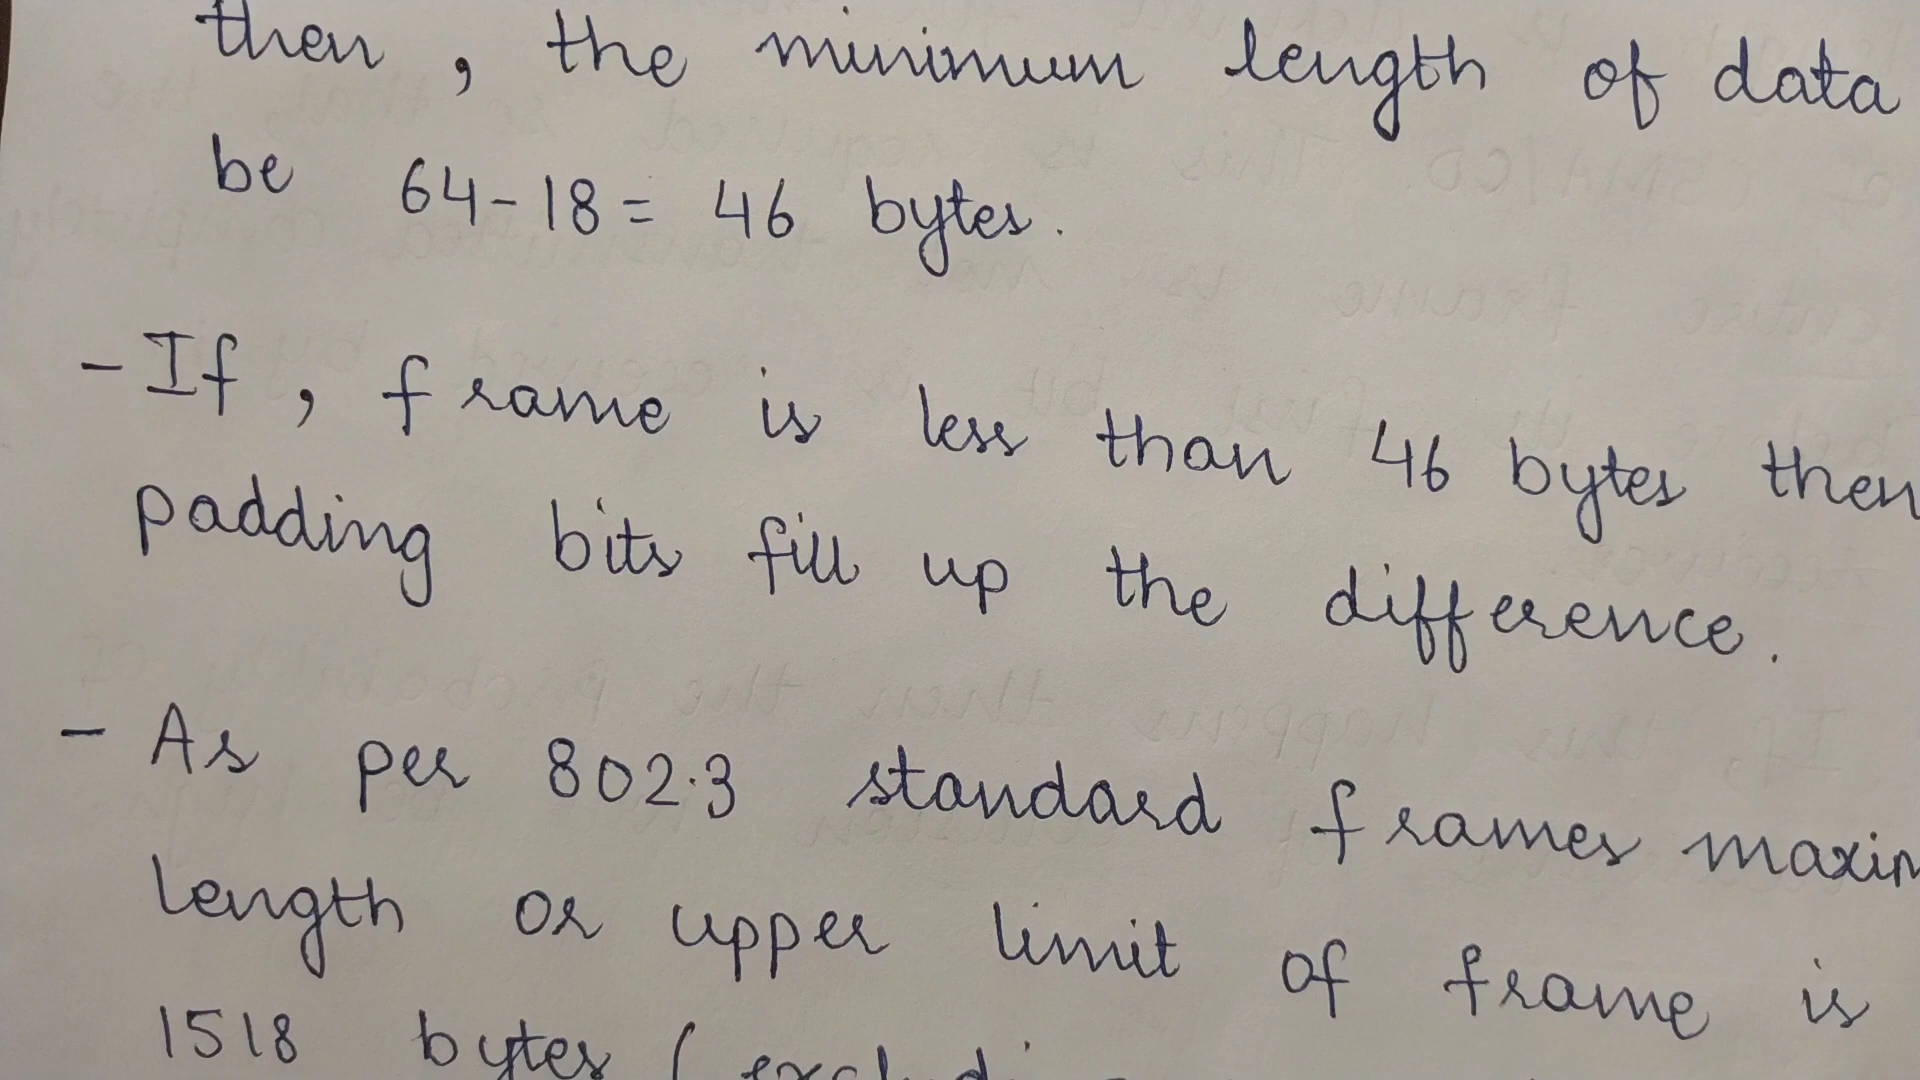 then, the minimum length of data
be 64-18= 46 bytes.
- If, frame is less than 46 bytes then
padding bits fill up the difference.
- As per 802.3 standard frames
length or upper limit of frame is
1518 bytes (